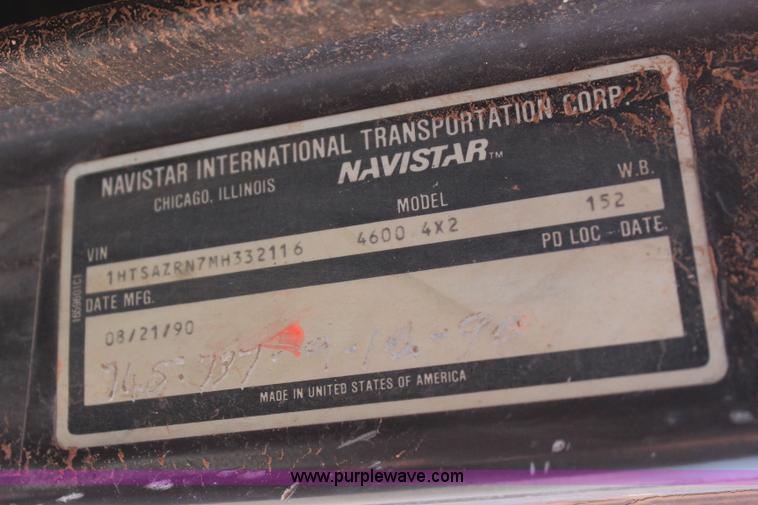 NAVISTAR INTERNATIONAL TRANSPORTATION CORP.
CHICAGO, ILLINOIS NAVISTAR™
VIN MODEL W.B.
1HTSAZRN7MH332116 4600 4X2 152
DATE MFG. PD LOC - DATE
08/21/90
MADE IN UNITED STATES OF AMERICA
www.purplewave.com